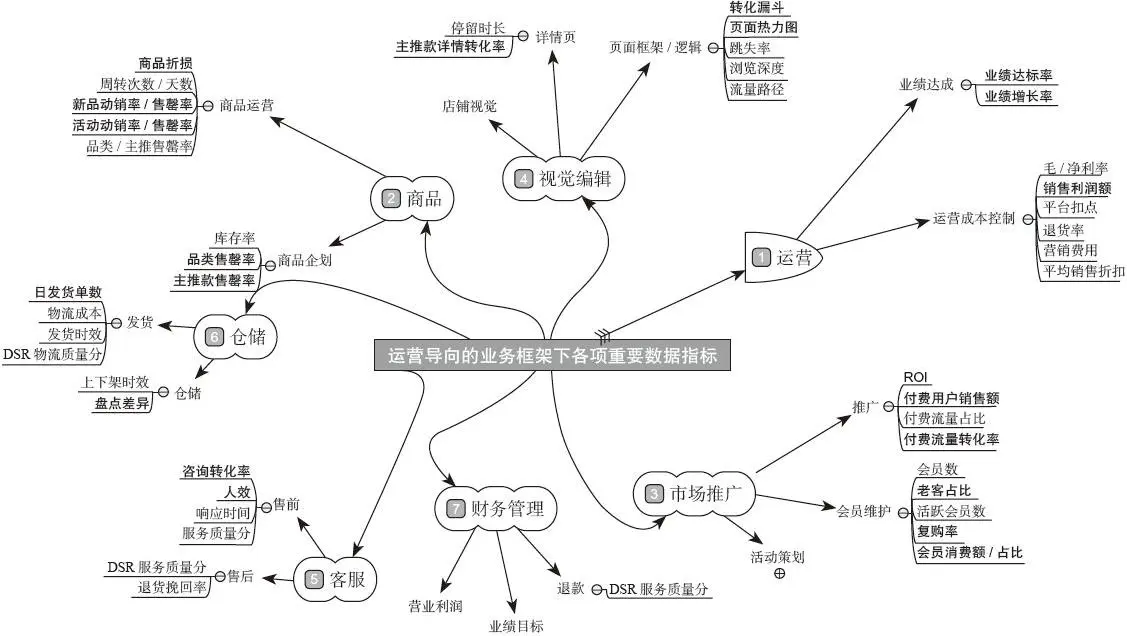 运营导向的业务框架下各项重要数据指标
1 运营
业绩达成
业绩达标率
业绩增长率
运营成本控制
毛 / 净利率
销售利润额
平台扣点
退货率
营销费用
平均销售折扣
2 商品
商品运营
商品折损
周转次数 / 天数
新品动销率 / 售罄率
活动动销率 / 售罄率
品类 / 主推售罄率
商品企划
库存率
品类售罄率
主推款售罄率
3 市场推广
推广
ROI
付费用户销售额
付费流量占比
付费流量转化率
会员维护
会员数
老客占比
活跃会员数
复购率
会员消费额 / 占比
活动策划
4 视觉编辑
店铺视觉
详情页
停留时长
主推款详情转化率
页面框架 / 逻辑
转化漏斗
页面热力图
跳失率
浏览深度
流量路径
5 客服
售前
咨询转化率
人效
响应时间
服务质量分
售后
DSR 服务质量分
退货挽回率
6 仓储
发货
日发货单数
物流成本
发货时效
DSR 物流质量分
仓储
上下架时效
盘点差异
7 财务管理
营业利润
业绩目标
退款
DSR 服务质量分